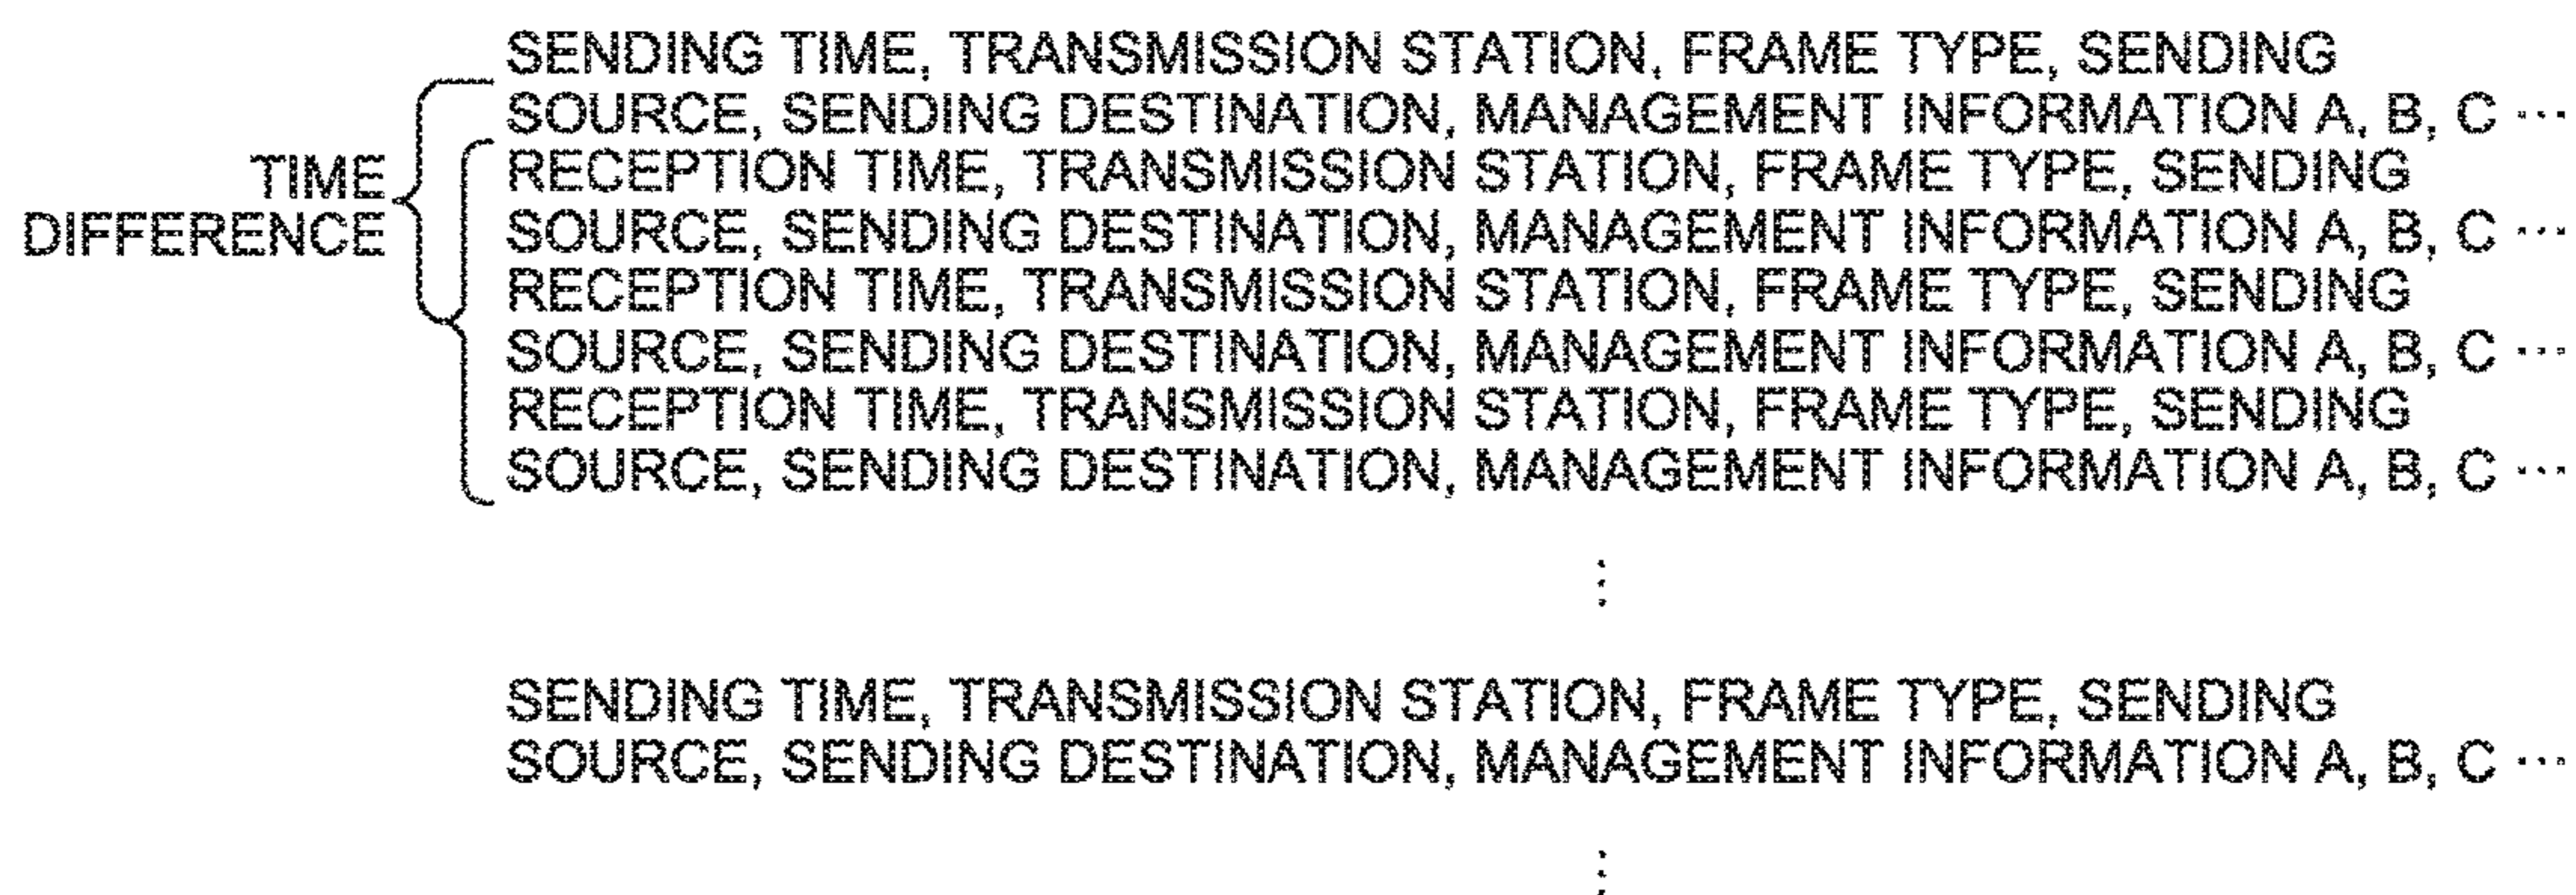 SENDING TIME, TRANSMISSION STATION, FRAME TYPE, SENDING
SOURCE, SENDING DESTINATION, MANAGEMENT INFORMATION A, B, C ...
TIME
DIFFERENCE
RECEPTION TIME, TRANSMISSION STATION, FRAME TYPE, SENDING
SOURCE, SENDING DESTINATION, MANAGEMENT INFORMATION A, B, C ...
RECEPTION TIME, TRANSMISSION STATION, FRAME TYPE, SENDING
SOURCE, SENDING DESTINATION, MANAGEMENT INFORMATION A, B, C ...
RECEPTION TIME, TRANSMISSION STATION, FRAME TYPE, SENDING
SOURCE, SENDING DESTINATION, MANAGEMENT INFORMATION A, B, C ...
⋮
SENDING TIME, TRANSMISSION STATION, FRAME TYPE, SENDING
SOURCE, SENDING DESTINATION, MANAGEMENT INFORMATION A, B, C ...
⋮